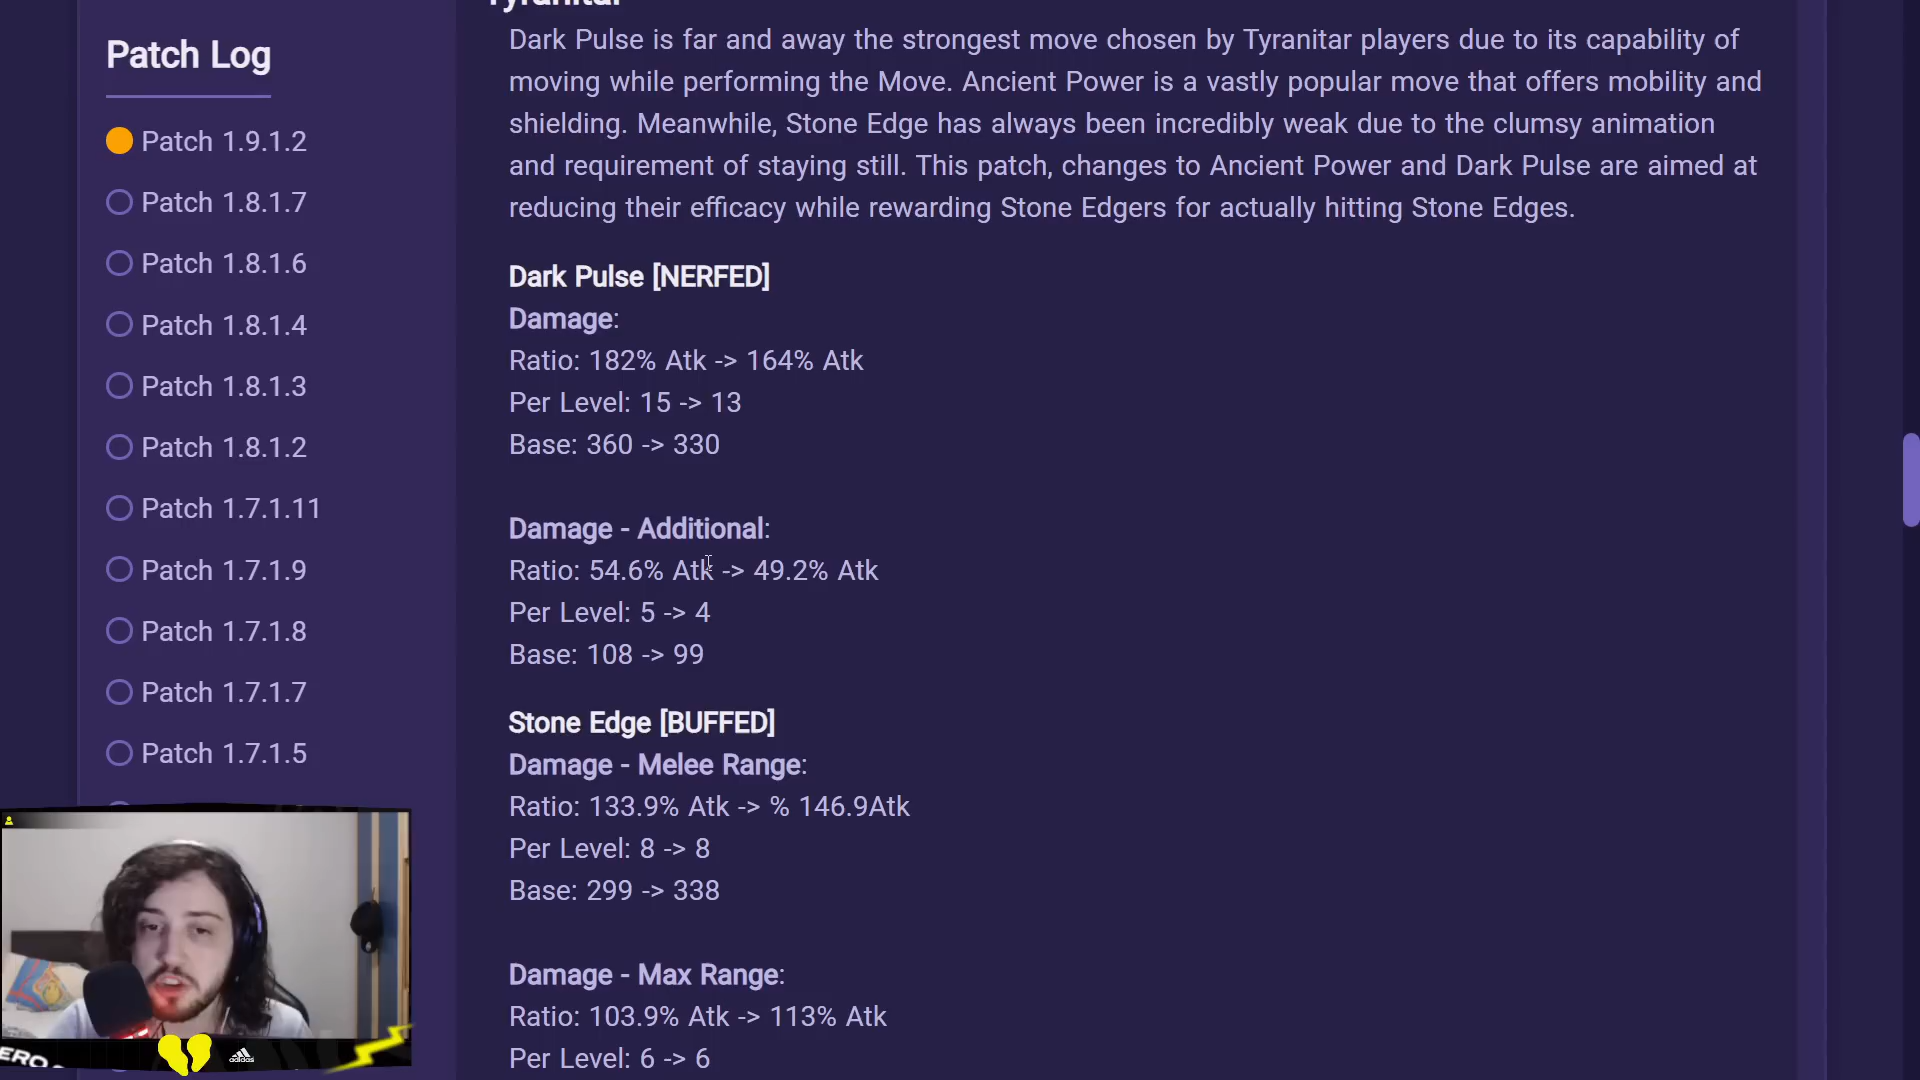 Patch Log
Patch 1.9.1.2
Patch 1.8.1.7
Patch 1.8.1.6
Patch 1.8.1.4
Patch 1.8.1.3
Patch 1.8.1.2
Patch 1.7.1.11
Patch 1.7.1.9
Patch 1.7.1.8
Patch 1.7.1.7
Patch 1.7.1.5
Tyranitar
Dark Pulse is far and away the strongest move chosen by Tyranitar players due to its capability of
moving while performing the Move. Ancient Power is a vastly popular move that offers mobility and
shielding. Meanwhile, Stone Edge has always been incredibly weak due to the clumsy animation
and requirement of staying still. This patch, changes to Ancient Power and Dark Pulse are aimed at
reducing their efficacy while rewarding Stone Edgers for actually hitting Stone Edges.
Dark Pulse [NERFED]
Damage:
Ratio: 182% Atk -> 164% Atk
Per Level: 15 -> 13
Base: 360 -> 330
Damage - Additional:
Ratio: 54.6% Atk -> 49.2% Atk
Per Level: 5 -> 4
Base: 108 -> 99
Stone Edge [BUFFED]
Damage - Melee Range:
Ratio: 133.9% Atk -> % 146.9Atk
Per Level: 8 -> 8
Base: 299 -> 338
Damage - Max Range:
Ratio: 103.9% Atk -> 113% Atk
Per Level: 6 -> 6
adidas